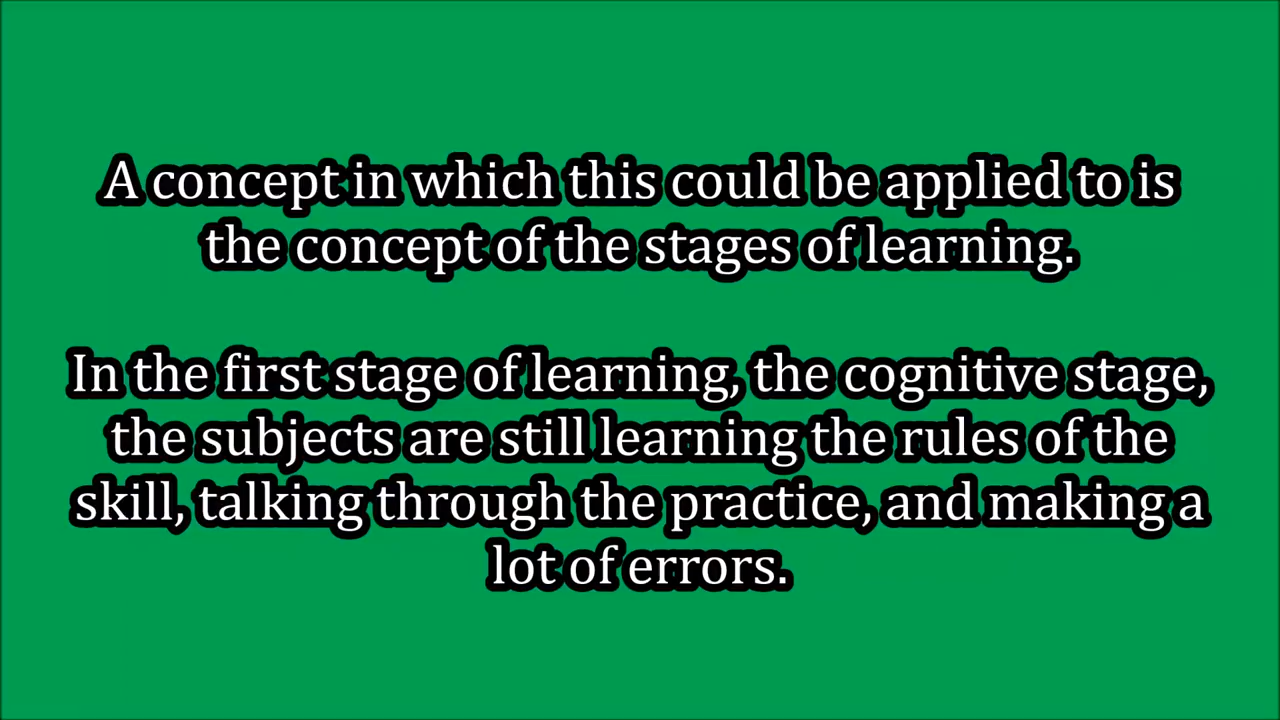 A concept in which this could be applied to is
the concept of the stages of learning.
In the first stage of learning, the cognitive stage,
the subjects are still learning the rules of the
skill, talking through the practice, and making a
lot of errors.